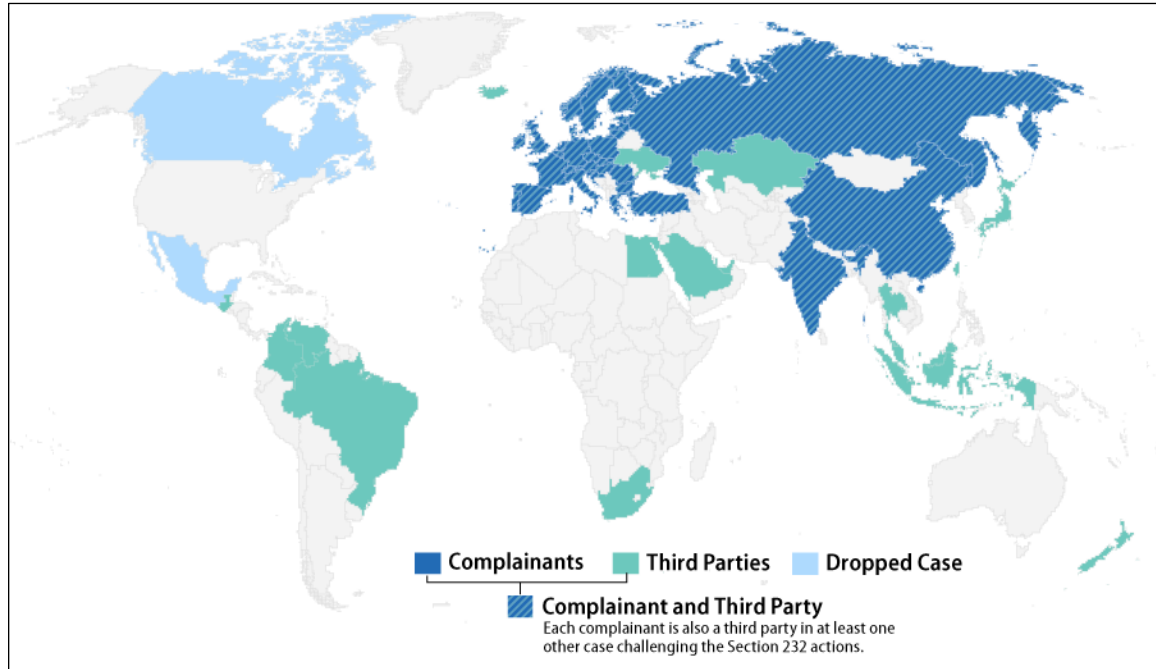 Complainants Third Parties Dropped Case
Complainant and Third Party
Each complainant is also a third party in at least one
other case challenging the Section 232 actions.